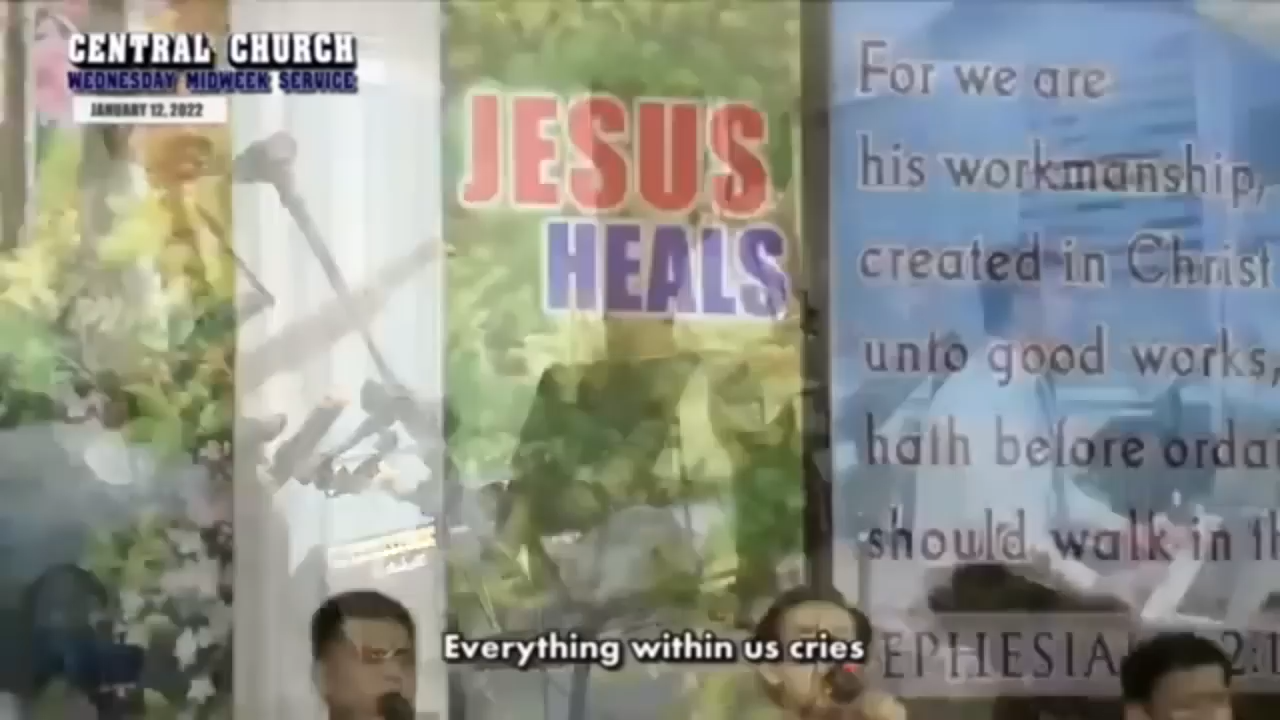 CENTRAL CHURCH
WEDNESDAY MIDWEEK SERVICE
JANUARY 12, 2022
JESUS
HEALS
For we are
his workmanship,
created in Christ
unto good works,
hath before
should walk in
Everything within us cries